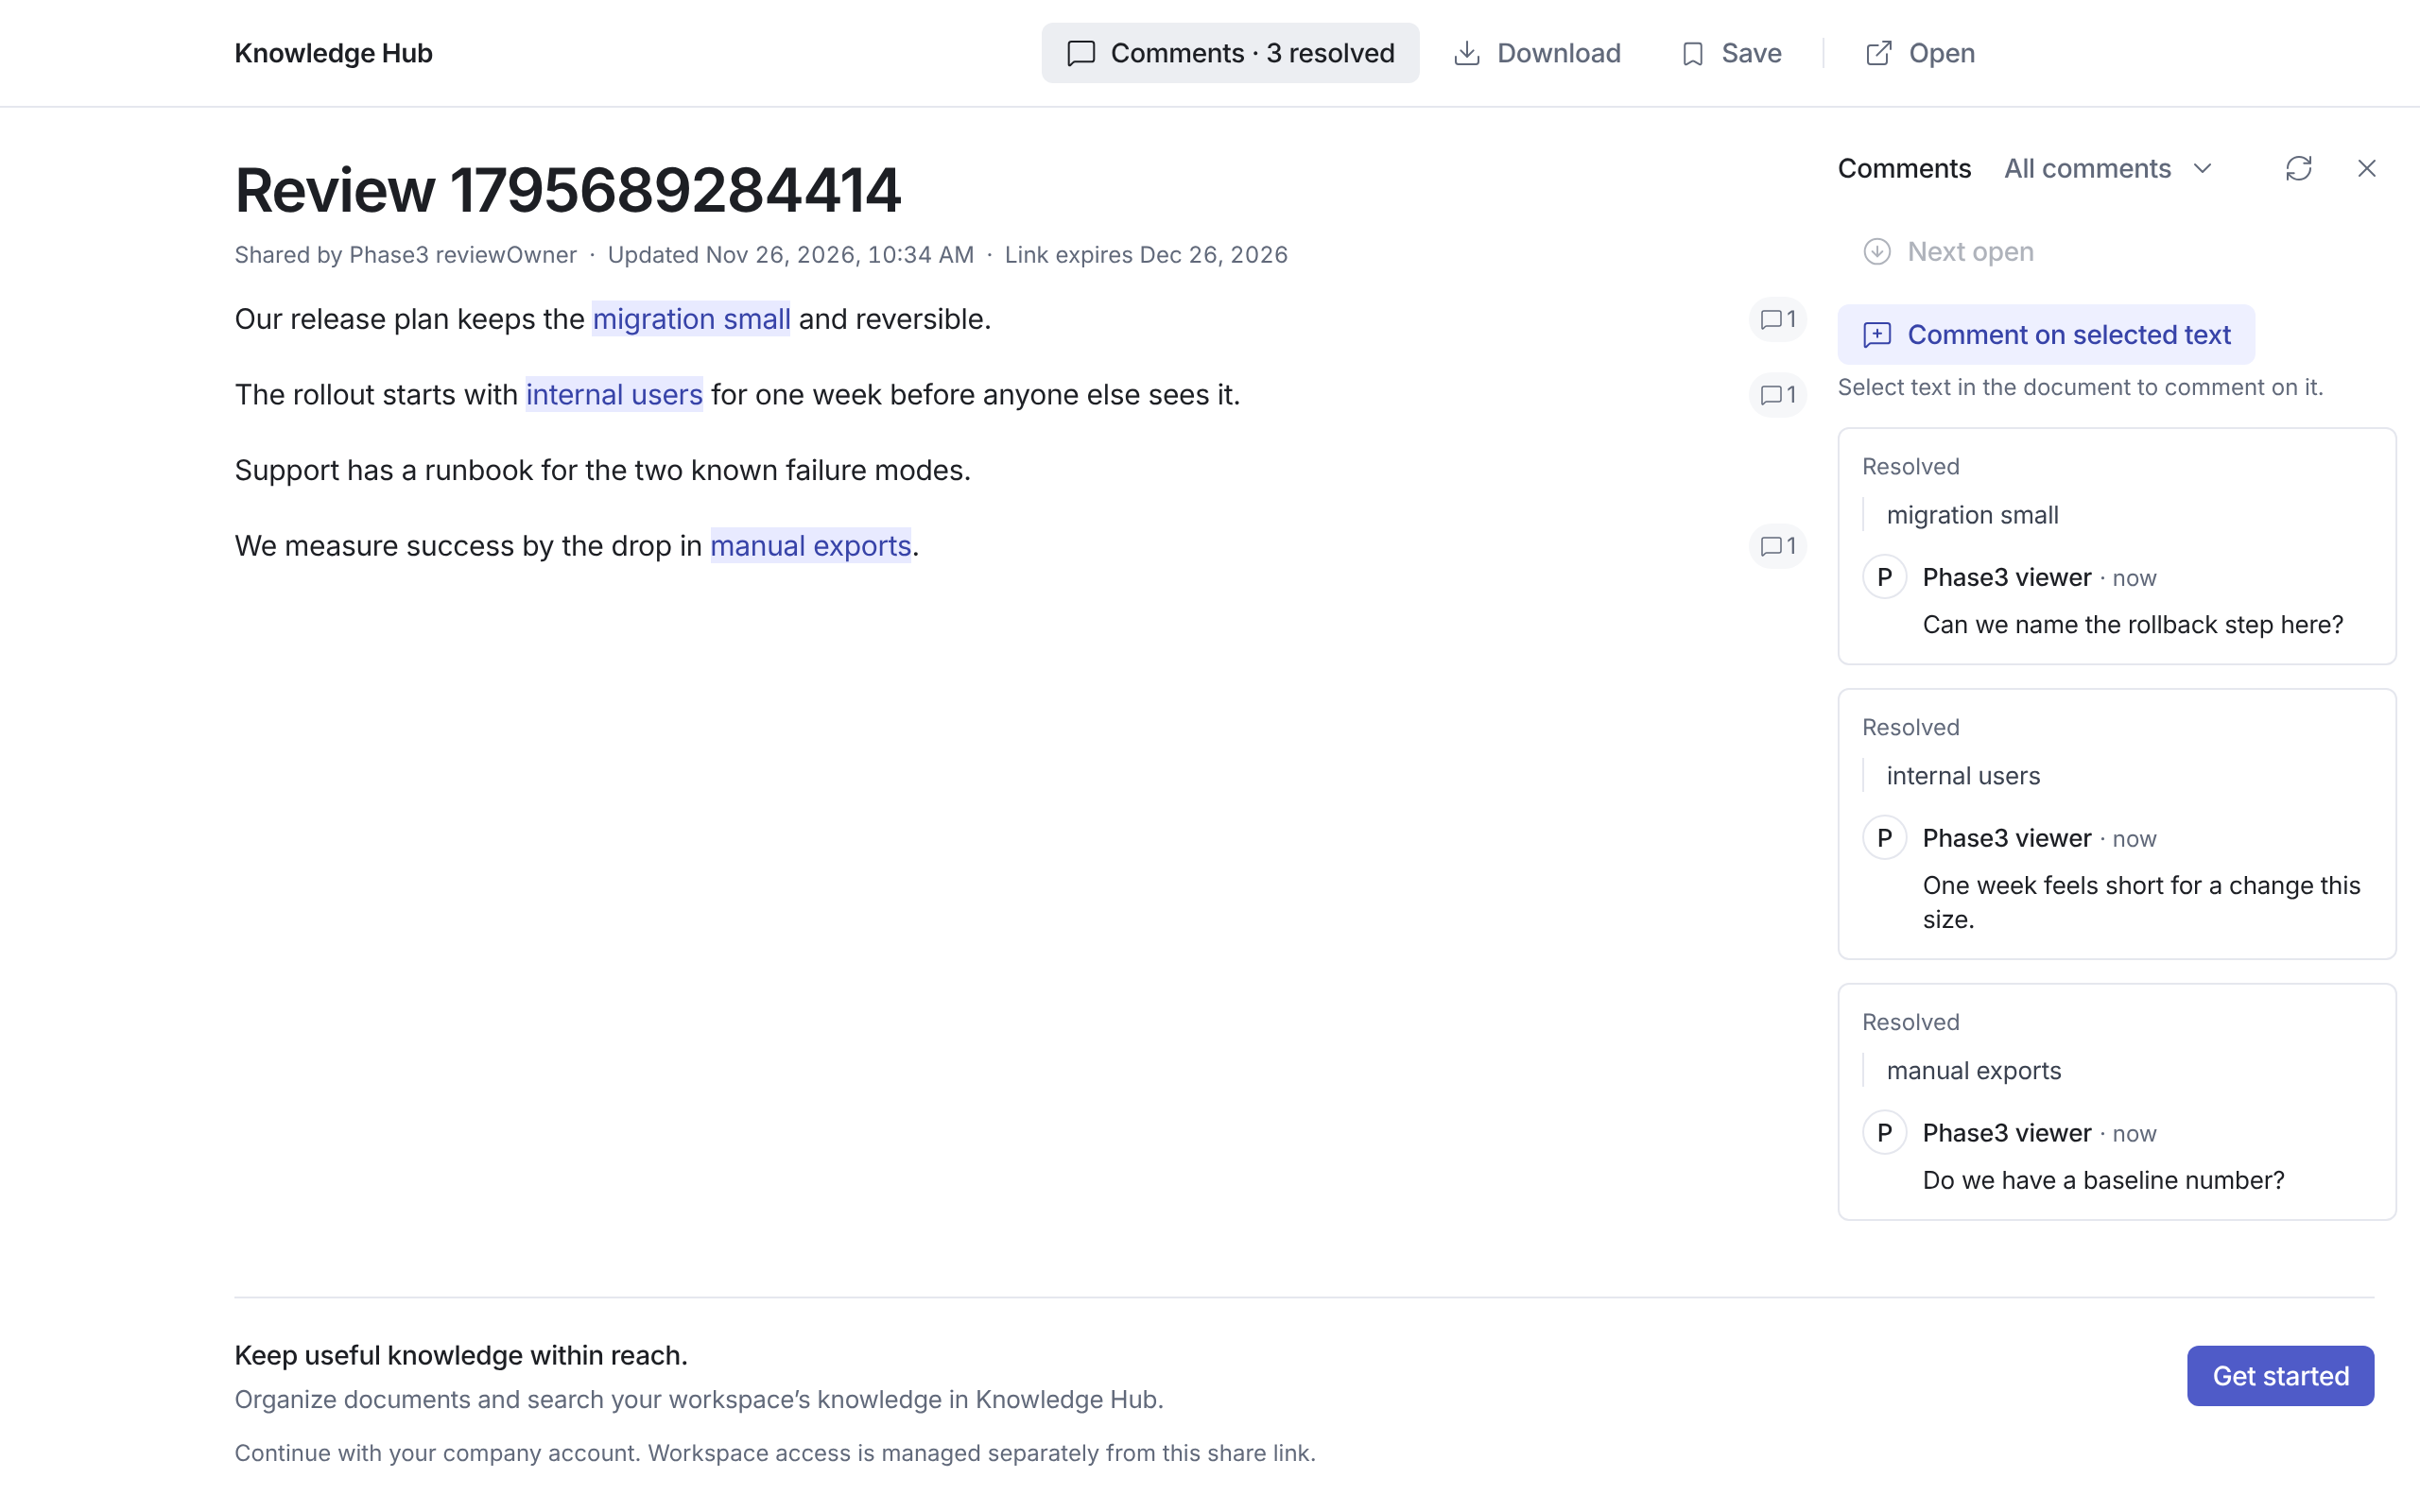 Knowledge Hub
Comments · 3 resolved
Download
Save
Open
Review 1795689284414
Shared by Phase3 reviewOwner · Updated Nov 26, 2026, 10:34 AM · Link expires Dec 26, 2026
Our release plan keeps the migration small and reversible.
1
The rollout starts with internal users for one week before anyone else sees it.
1
Support has a runbook for the two known failure modes.
We measure success by the drop in manual exports.
1
Comments
All comments
Next open
Comment on selected text
Select text in the document to comment on it.
Resolved
migration small
P
Phase3 viewer · now
Can we name the rollback step here?
Resolved
internal users
P
Phase3 viewer · now
One week feels short for a change this
size.
Resolved
manual exports
P
Phase3 viewer · now
Do we have a baseline number?
Keep useful knowledge within reach.
Organize documents and search your workspace’s knowledge in Knowledge Hub.
Continue with your company account. Workspace access is managed separately from this share link.
Get started